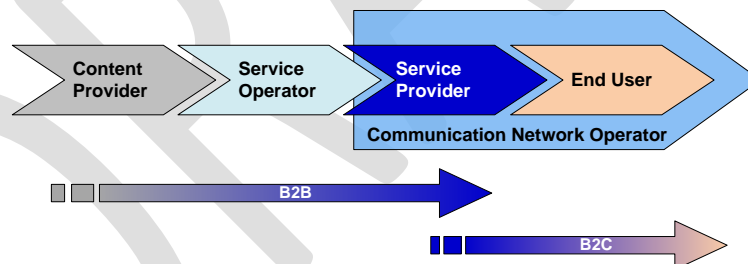 Content
Provider
Service
Operator
Service
Provider
End User
Communication Network Operator
B2B
B2C